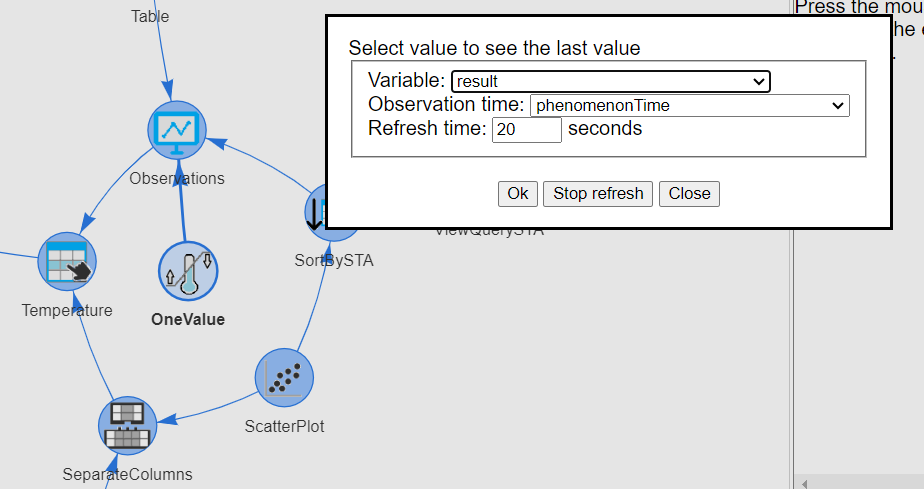 Press the mou
Table
he e
Select value to see the last value
Variable: result
Observation time: phenomenonTime
Refresh time: 20 seconds
Ok Stop refresh Close
Observations
ViewQuerySTA
SortBySTA
Temperature
OneValue
ScatterPlot
SeparateColumns